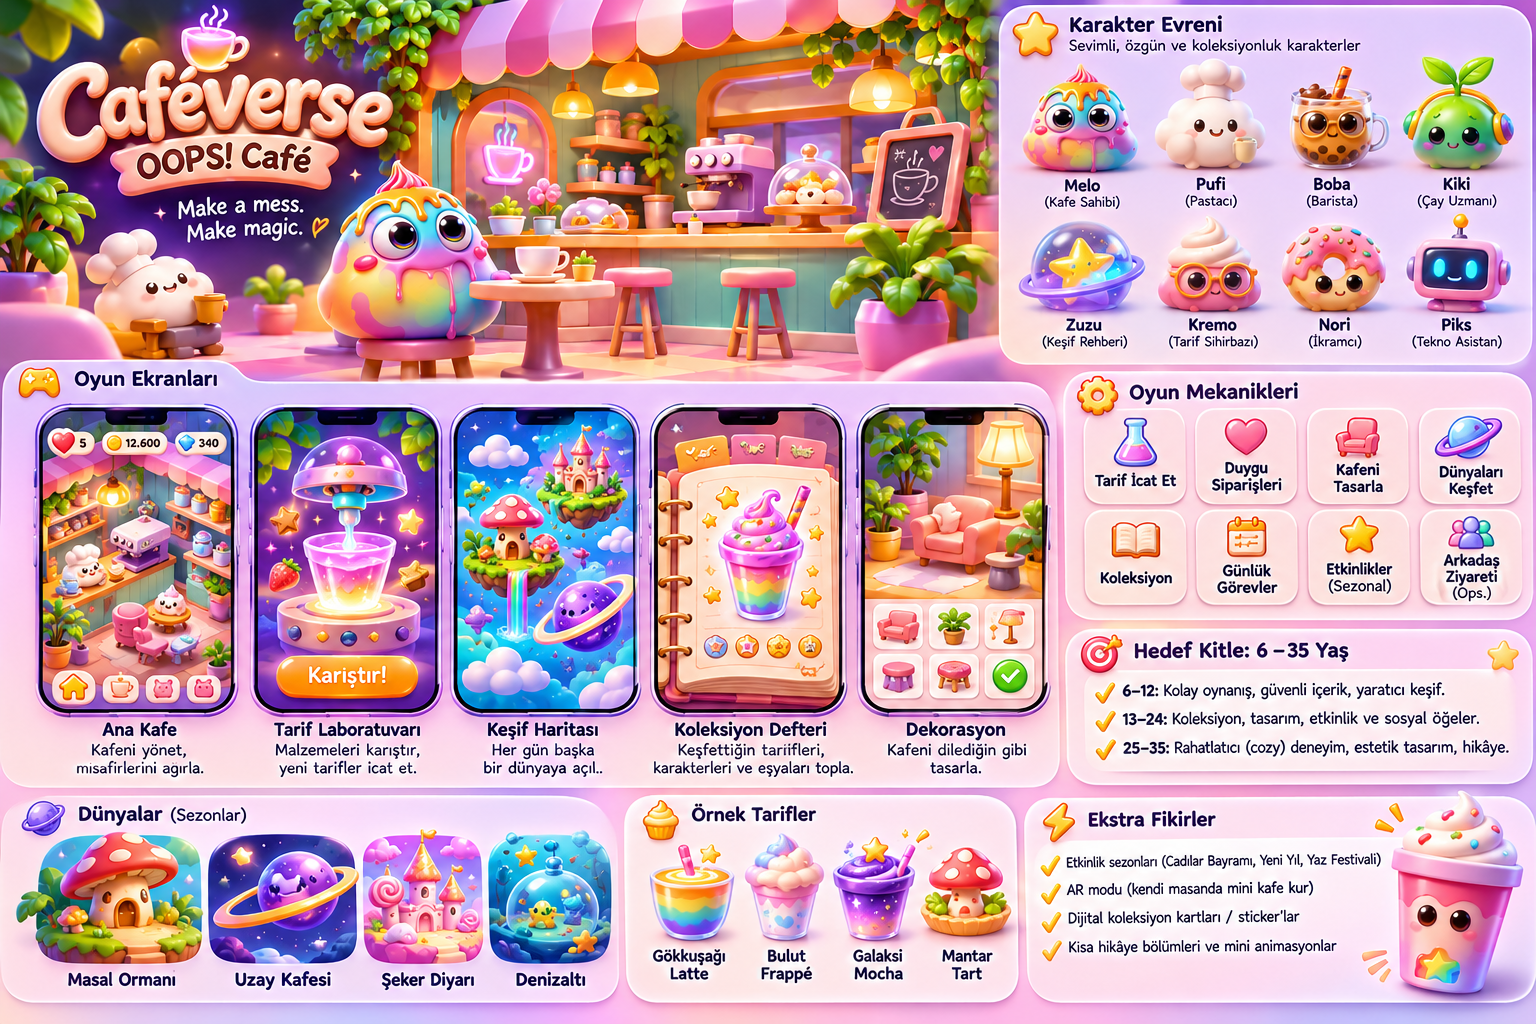 Caféverse
OOPS! Café
Make a mess.
Make magic.
Karakter Evreni
Sevimli, özgün ve koleksiyonluk karakterler
Melo
(Kafe Sahibi)
Pufi
(Pastacı)
Boba
(Barista)
Kiki
(Çay Uzmanı)
Zuzu
(Keşif Rehberi)
Kremo
(Tarif Sihirbazı)
Nori
(İkramcı)
Piks
(Tekno Asistan)
Oyun Ekranları
5
12.600
340
Karıştır!
Ana Kafe
Kafeni yönet,
misafirlerini ağırla.
Tarif Laboratuvarı
Malzemeleri karıştır,
yeni tarifler icat et.
Keşif Haritası
Her gün başka
bir dünyaya açıl..
Koleksiyon Defteri
Keşfettiğin tariifleri,
karakterleri ve eşyaları topla.
Dekorasyon
Kafeni dilediğin gibi
tasarla.
Oyun Mekanikleri
Tarif İcat Et
Duygu
Siparişleri
Kafeni
Tasarla
Dünyaları
Keşfet
Koleksiyon
Günlük
Görevler
Etkinlikler
(Sezonal)
Arkadaş
Ziyareti
(Ops.)
Hedef Kitle: 6 – 35 Yaş
6–12: Kolay oynanış, güvenli içerik, yaratıcı keşif.
13–24: Koleksiyon, tasarım, etkinlik ve sosyal öğeler.
25–35: Rahatlatıcı (cozy) deneyim, estetik tasarım, hikâye.
Dünyalar (Sezonlar)
Masal Ormanı
Uzay Kafesi
Şeker Diyarı
Denizaltı
Örnek Tarifler
Gökkuşağı
Latte
Bulut
Frappé
Galaksi
Mocha
Mantar
Tart
Ekstra Fikirler
Etkinlik sezonları (Cadılar Bayramı, Yeni Yıl, Yaz Festivali)
AR modu (kendi masanda mini kafe kur)
Dijital koleksiyon kartları / sticker'lar
Kısa hikâye bölümleri ve mini animasyonlar